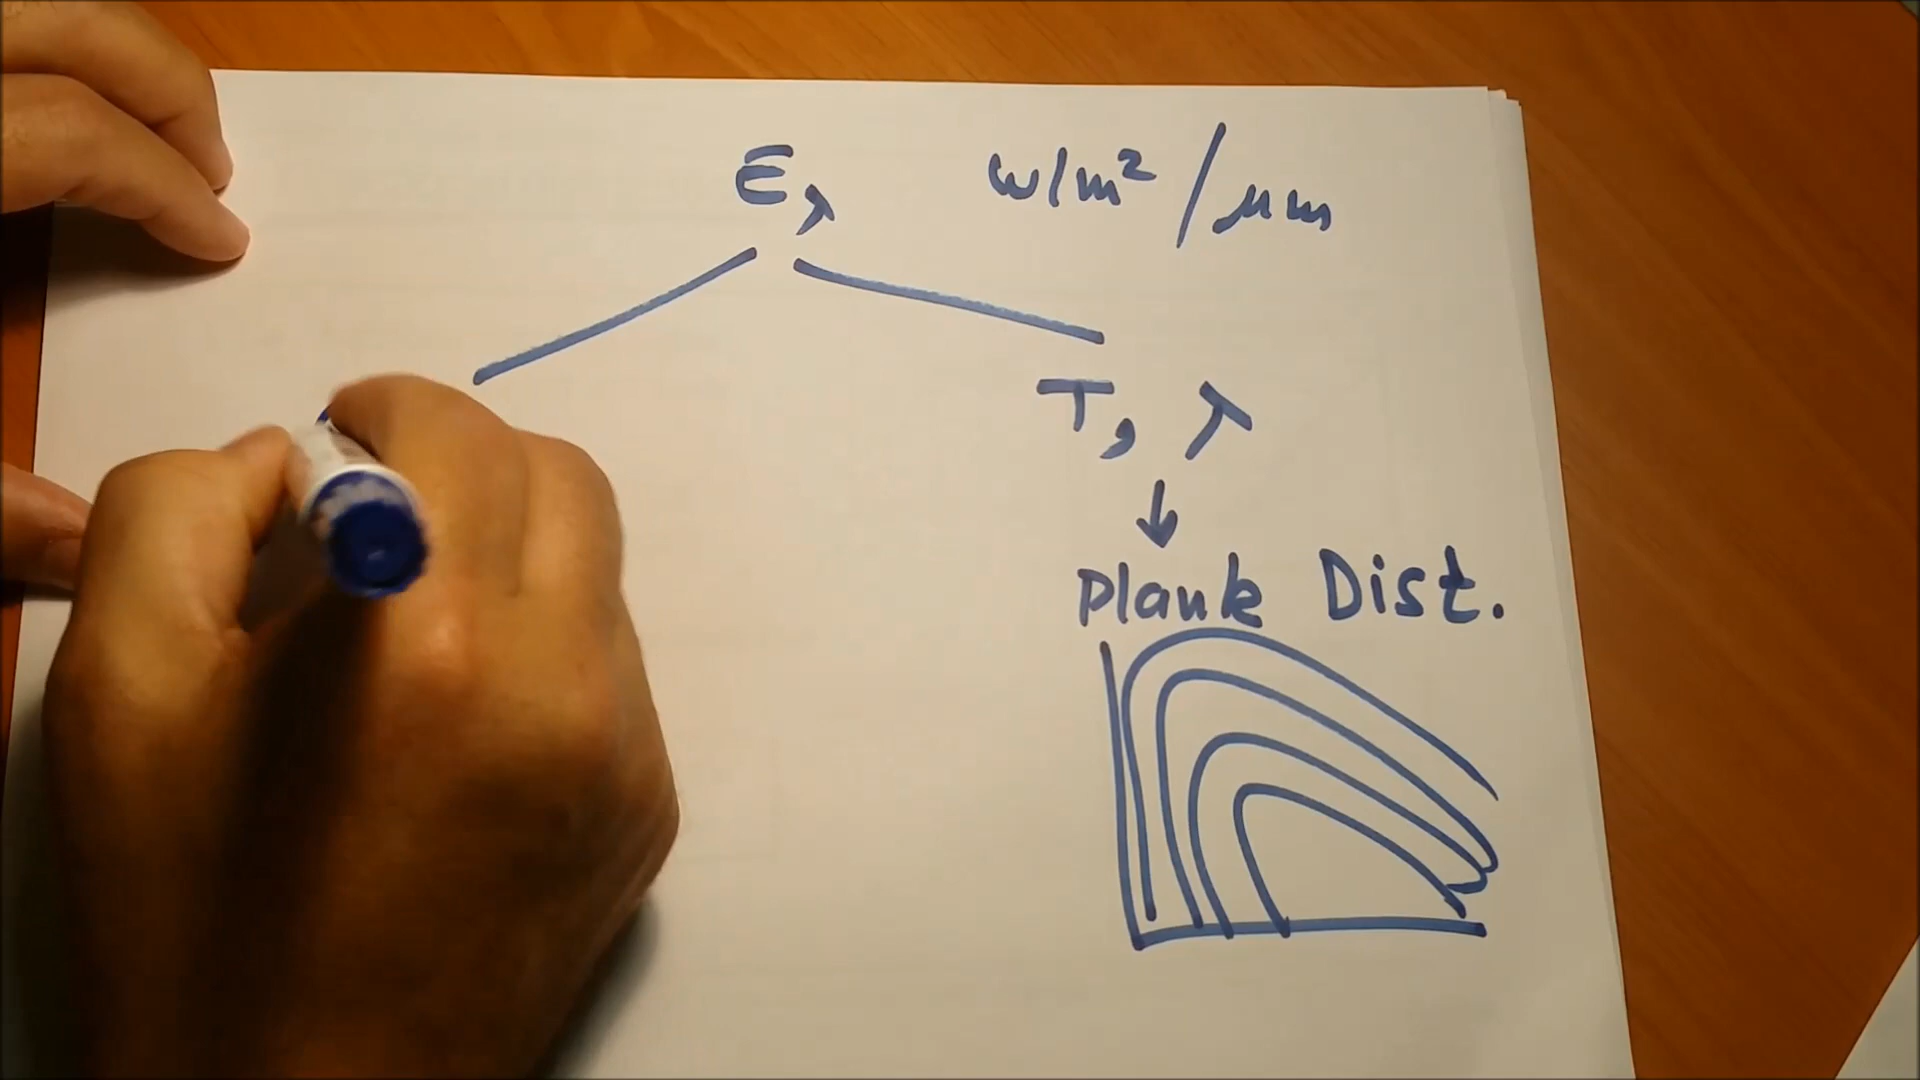 Eλ w/m² / μm
T, λ
↓
Plank Dist.